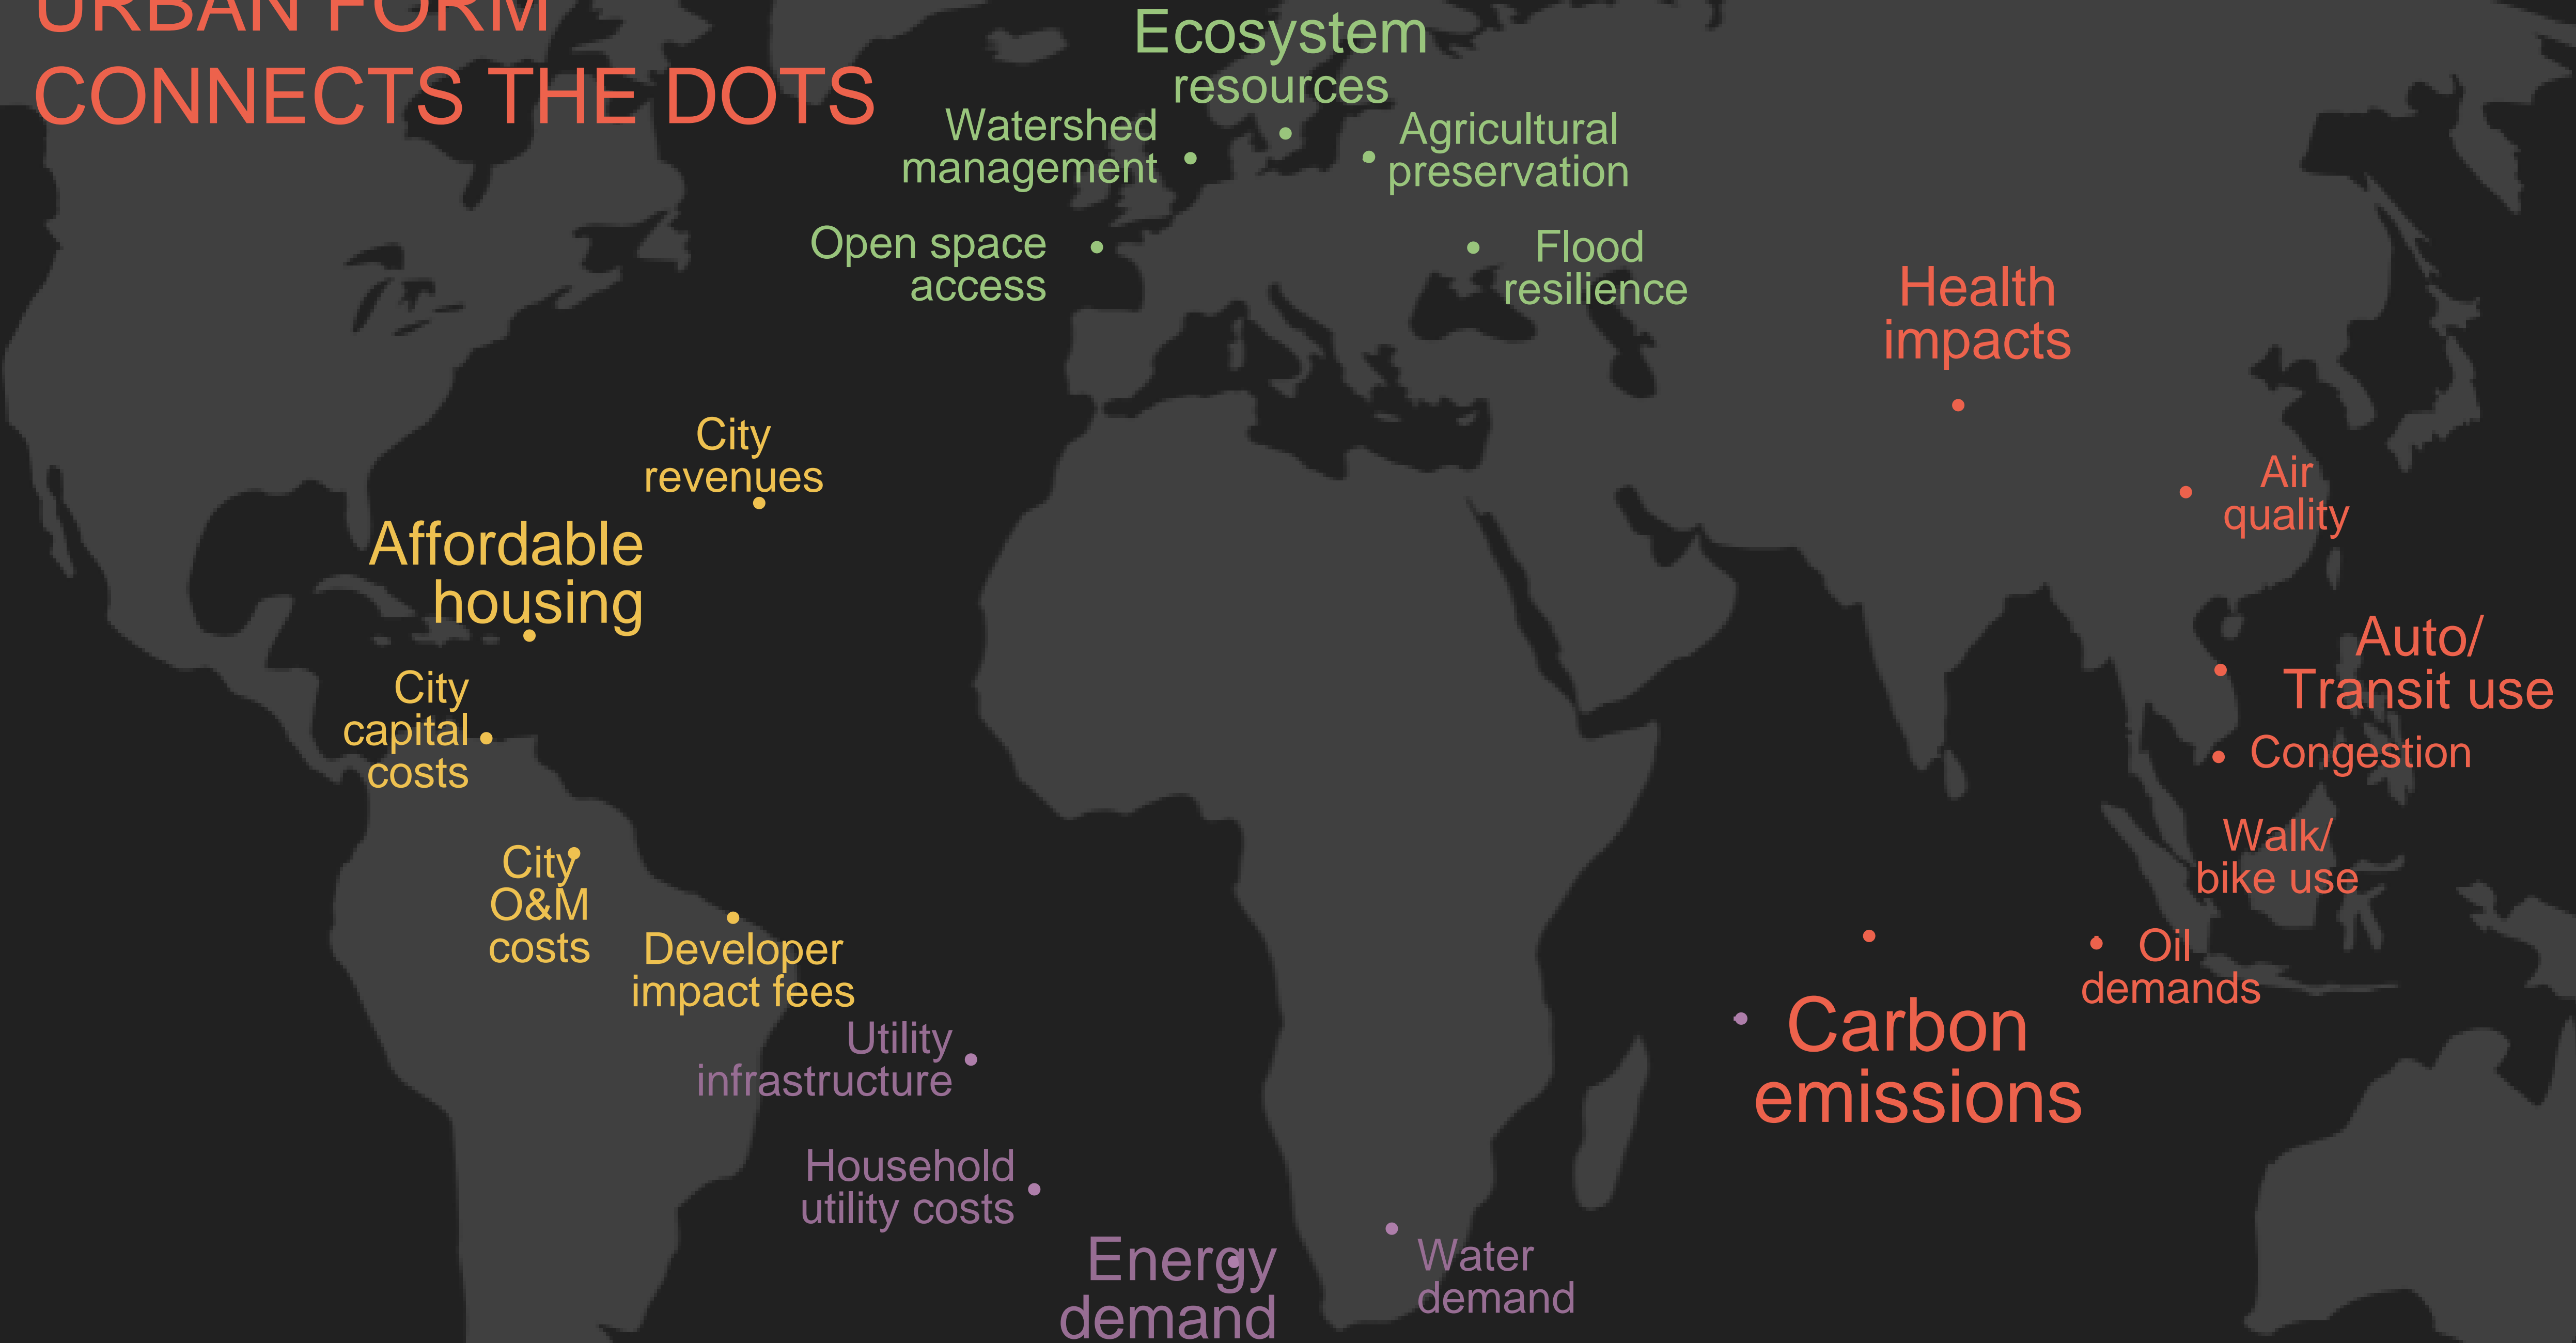 URBAN FORM
CONNECTS THE DOTS
Ecosystem
resources
Watershed
management
Agricultural
preservation
Open space
access
Flood
resilience
Health
impacts
City
revenues
Air
quality
Affordable
housing
Auto/
Transit use
City
capital
costs
Congestion
Walk/
bike use
City
O&M
costs
Developer
impact fees
Oil
demands
Carbon
emissions
Utility
infrastructure
Household
utility costs
Energy
demand
Water
demand